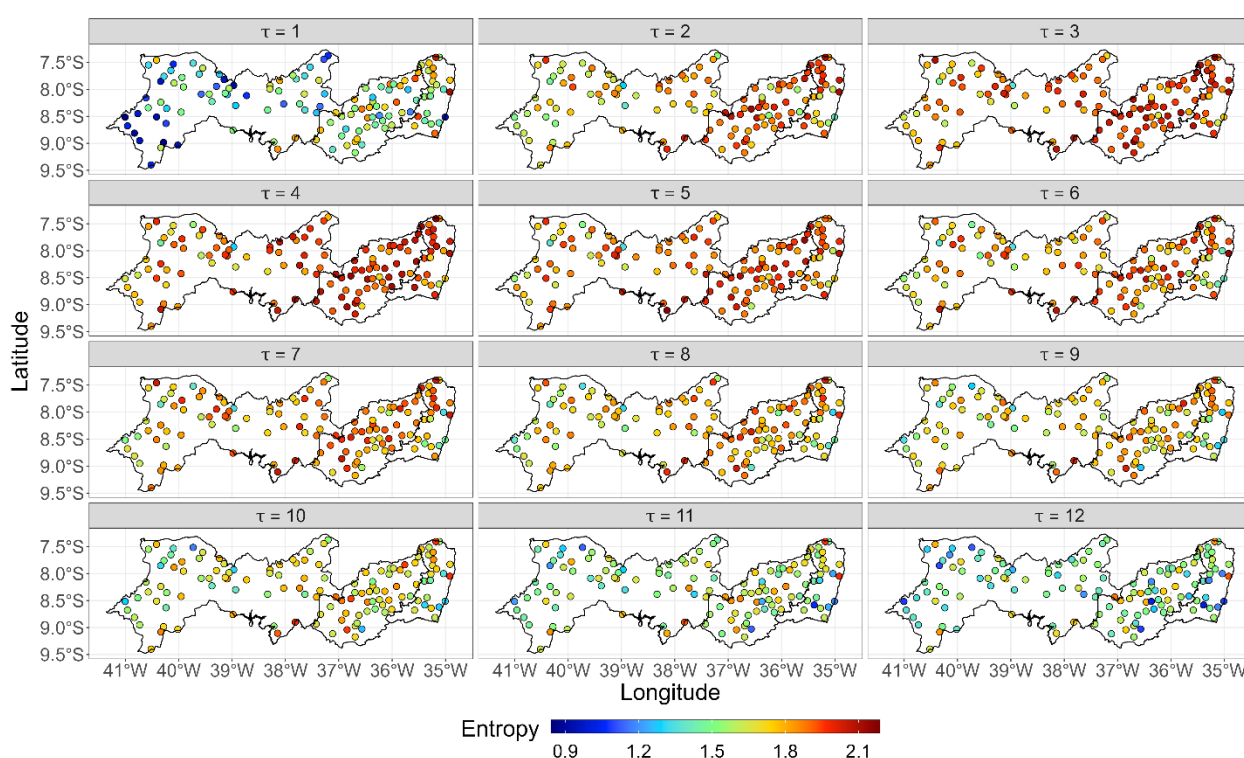 τ = 1 τ = 2 τ = 3
7.5°S
8.0°S
8.5°S
9.0°S
9.5°S
τ = 4 τ = 5 τ = 6
7.5°S
8.0°S
8.5°S
9.0°S
9.5°S
τ = 7 τ = 8 τ = 9
7.5°S
8.0°S
8.5°S
9.0°S
9.5°S
τ = 10 τ = 11 τ = 12
7.5°S
8.0°S
8.5°S
9.0°S
9.5°S
Latitude
41°W 40°W 39°W 38°W 37°W 36°W 35°W 41°W 40°W 39°W 38°W 37°W 36°W 35°W 41°W 40°W 39°W 38°W 37°W 36°W 35°W
Longitude
Entropy
0.9 1.2 1.5 1.8 2.1